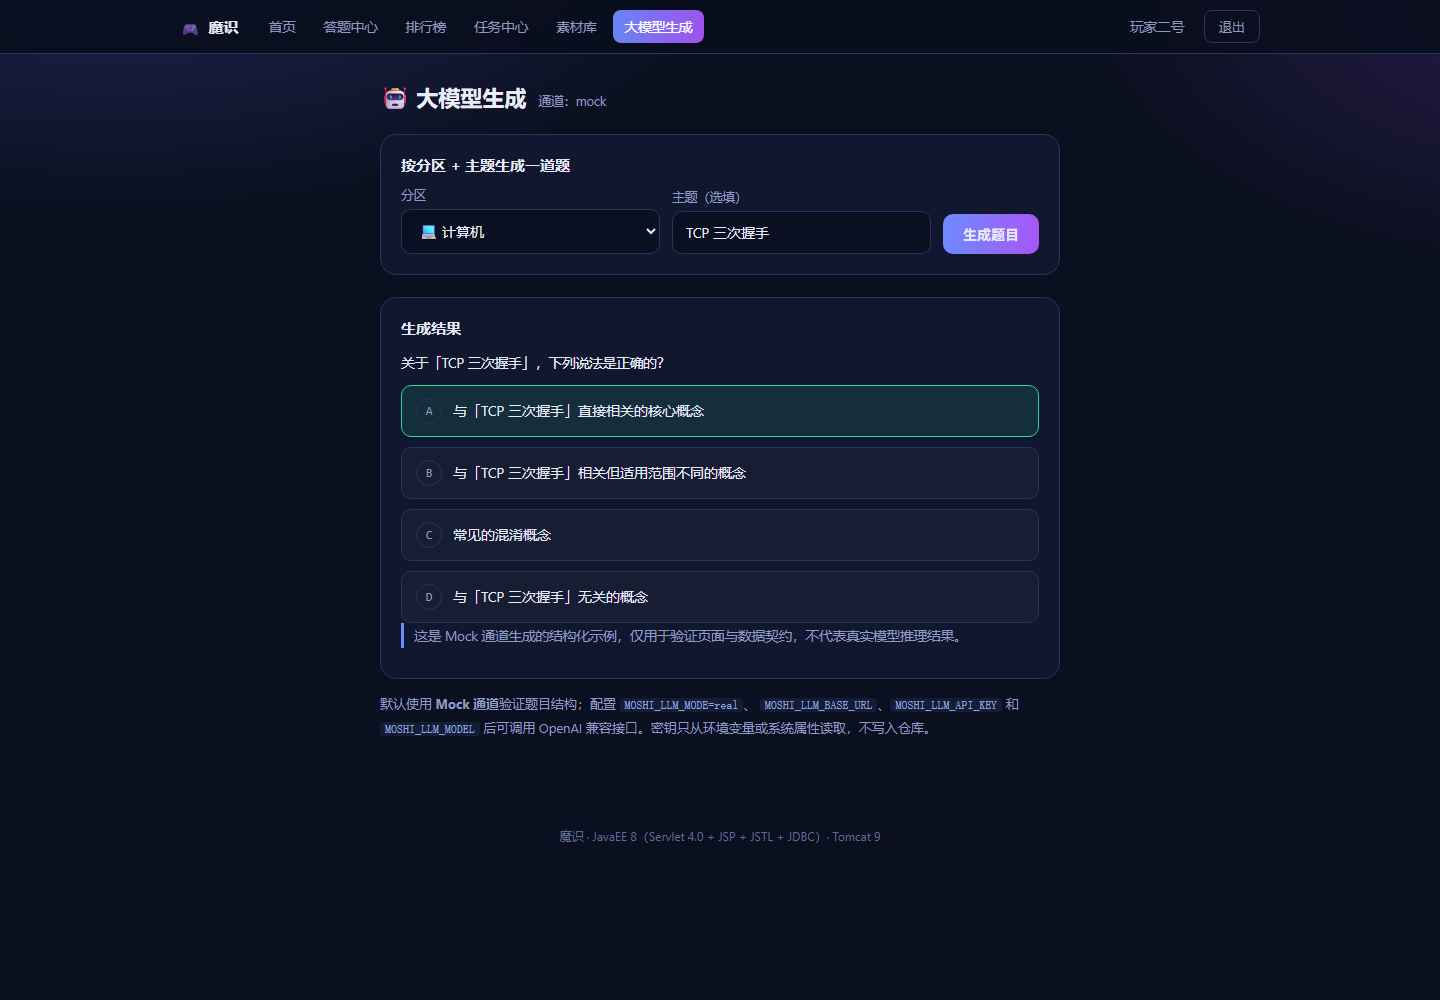 魔识 首页 答题中心 排行榜 任务中心 素材库 大模型生成 玩家二号 退出
大模型生成 通道：mock
按分区 + 主题生成一道题
分区 主题（选填）
计算机 TCP 三次握手 生成题目
生成结果
关于「TCP 三次握手」，下列说法是正确的？
A 与「TCP 三次握手」直接相关的核心概念
B 与「TCP 三次握手」相关但适用范围不同的概念
C 常见的混淆概念
D 与「TCP 三次握手」无关的概念
这是 Mock 通道生成的结构化示例，仅用于验证页面与数据契约，不代表真实模型推理结果。
默认使用 Mock 通道验证题目结构；配置 MOSHI_LLM_MODE=real、 MOSHI_LLM_BASE_URL、MOSHI_LLM_API_KEY 和
MOSHI_LLM_MODEL 后可调用 OpenAI 兼容接口。密钥只从环境变量或系统属性读取，不写入仓库。
魔识 · JavaEE 8（Servlet 4.0 + JSP + JSTL + JDBC）· Tomcat 9